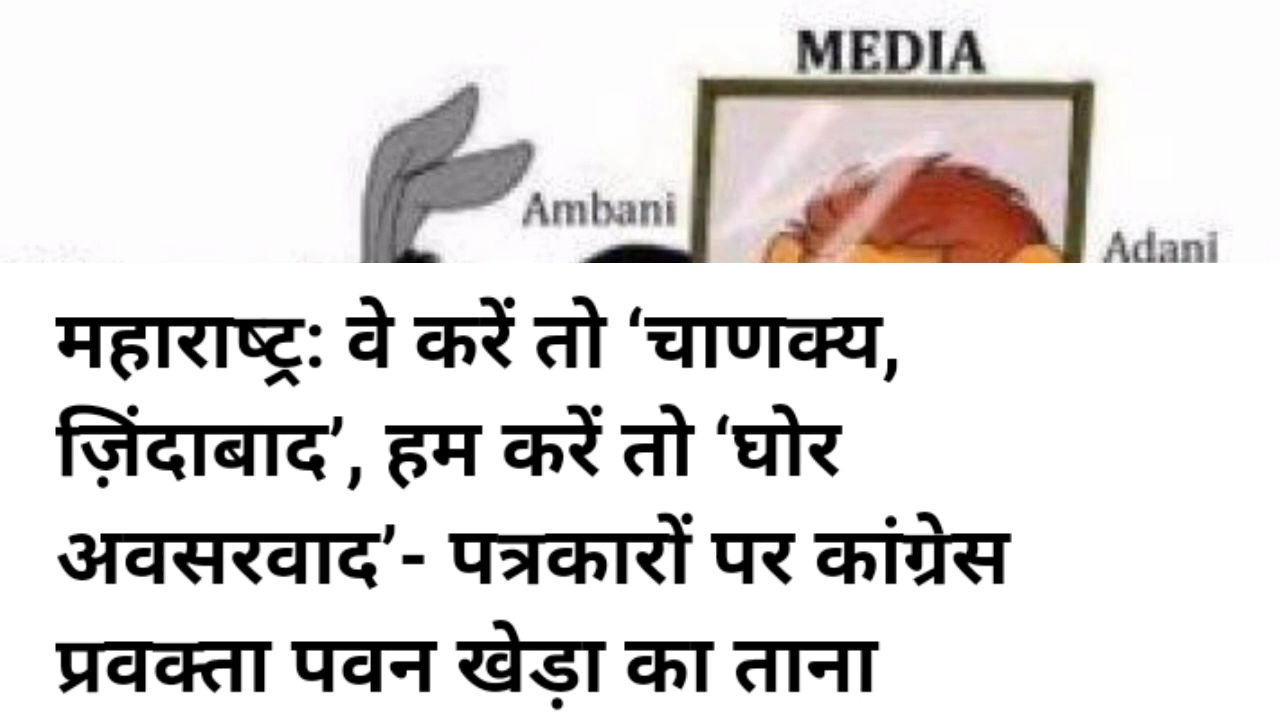 MEDIA
Ambani
Adani
महाराष्ट्र: वे करें तो ‘चाणक्य,
ज़िंदाबाद’, हम करें तो ‘घोर
अवसरवाद’- पत्रकारों पर कांग्रेस
प्रवक्ता पवन खेड़ा का ताना